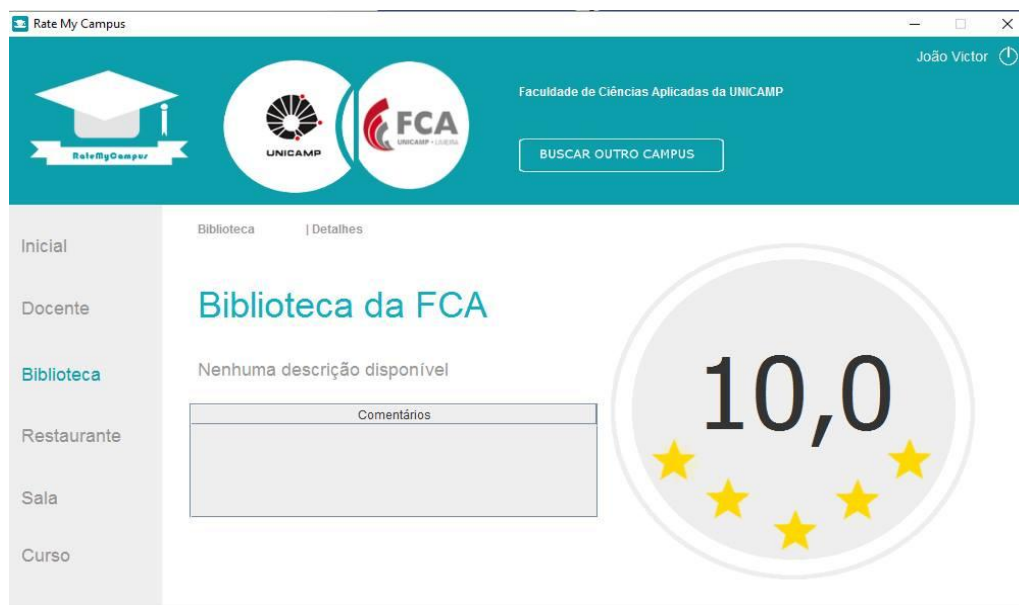 Rate My Campus
João Victor
RateMyCampus
UNICAMP
FCA
UNICAMP - LIMEIRA
Faculdade de Ciências Aplicadas da UNICAMP
BUSCAR OUTRO CAMPUS
Inicial
Docente
Biblioteca
Restaurante
Sala
Curso
Biblioteca | Detalhes
Biblioteca da FCA
Nenhuma descrição disponível
Comentários
10,0